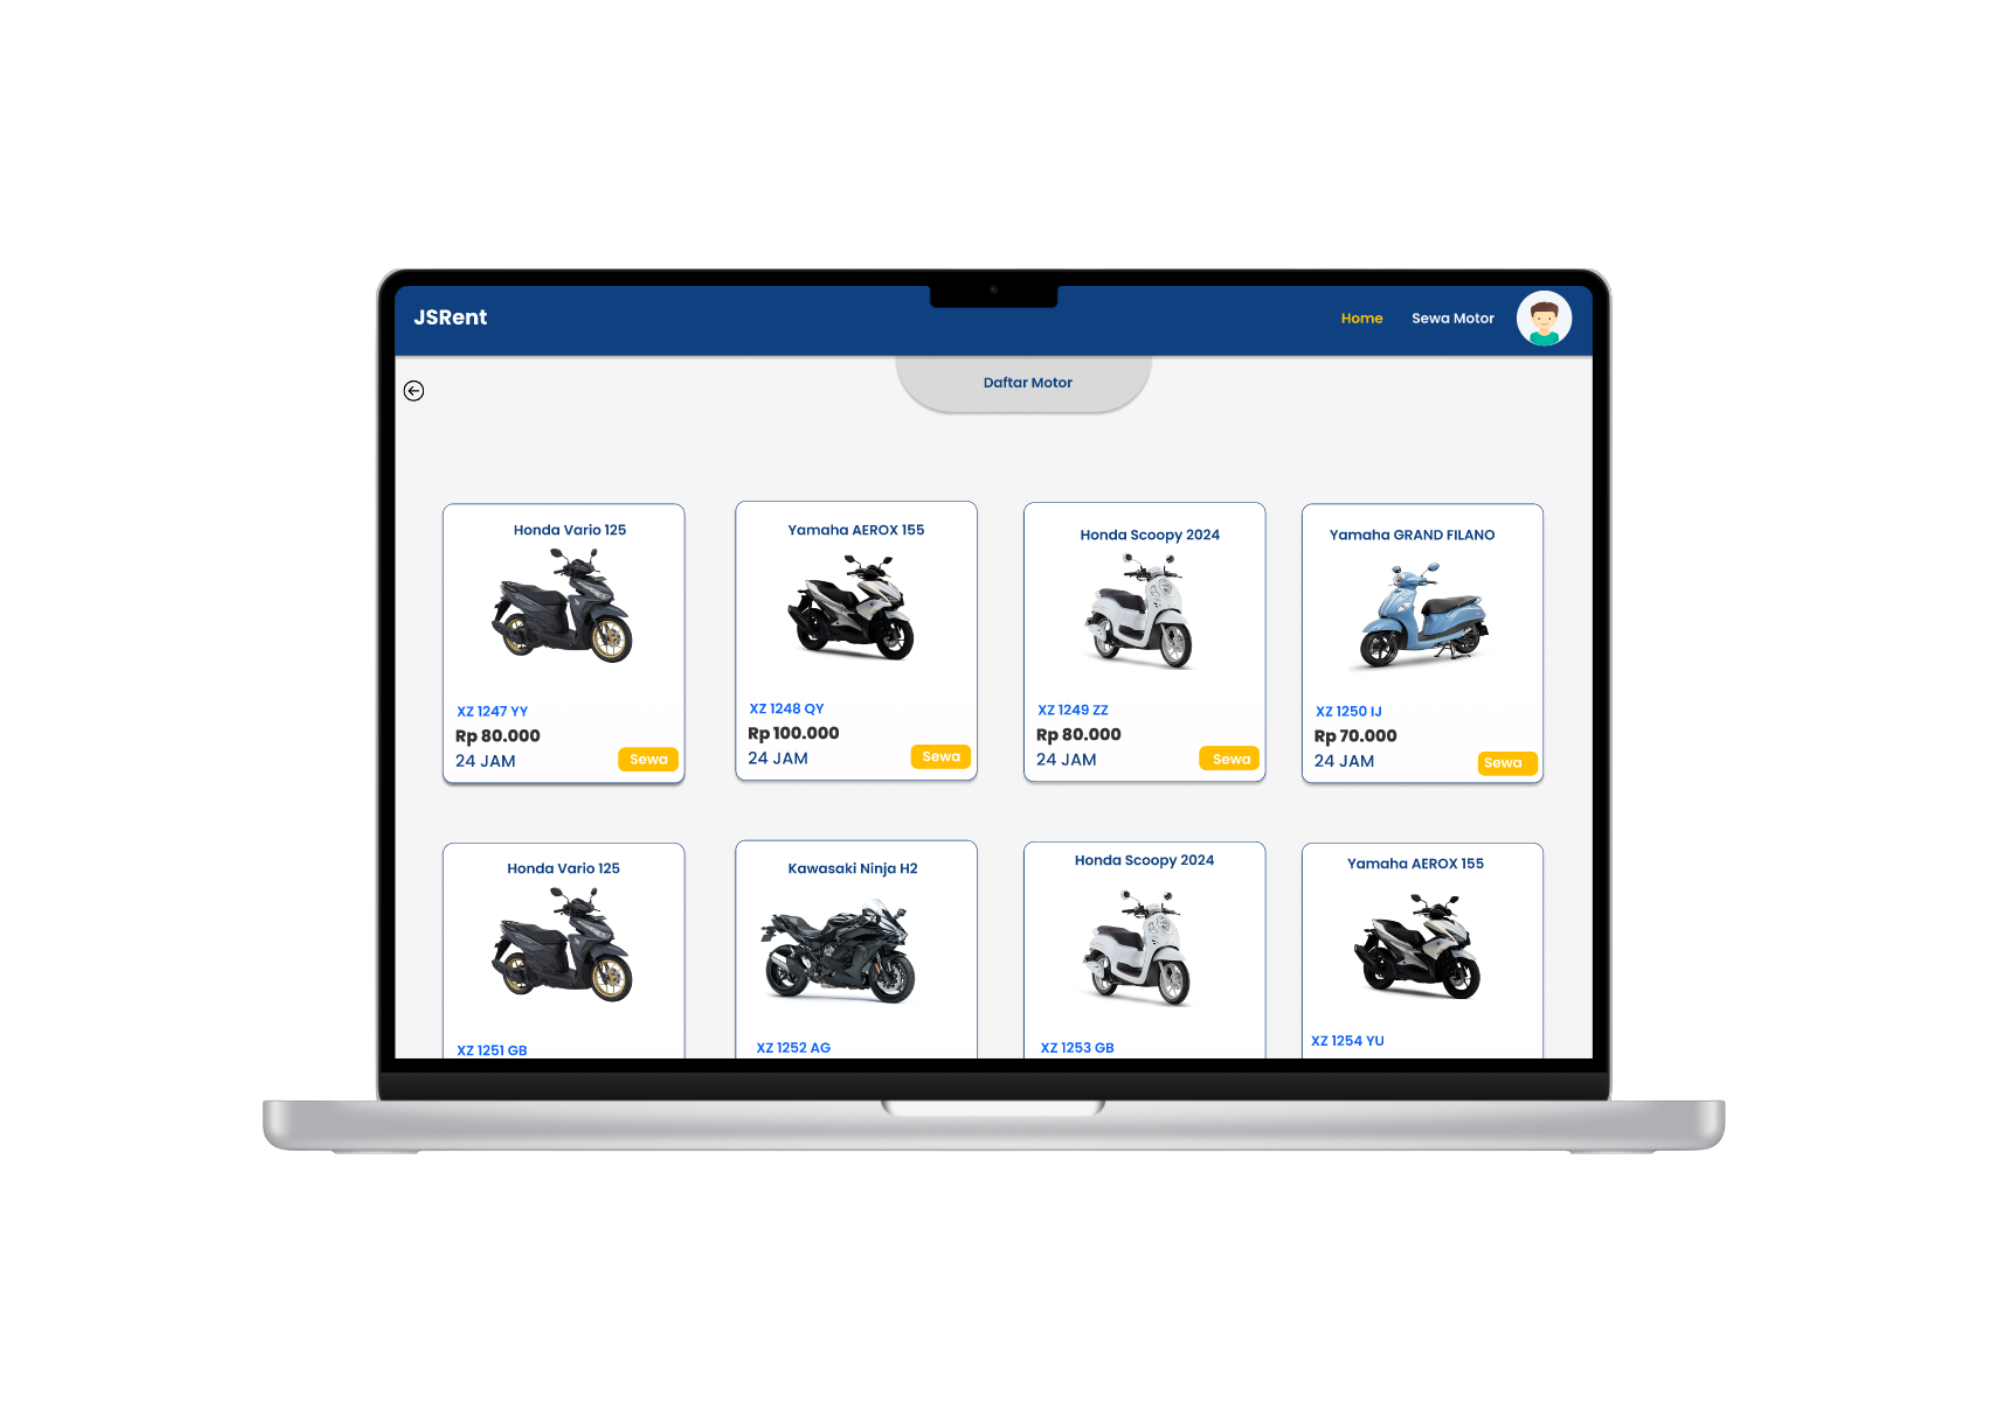 JSRent
Home
Sewa Motor
Daftar Motor
Honda Vario 125
XZ 1247 YY
Rp 80.000
24 JAM
Sewa
Yamaha AEROX 155
XZ 1248 QY
Rp 100.000
24 JAM
Sewa
Honda Scoopy 2024
XZ 1249 ZZ
Rp 80.000
24 JAM
Sewa
Yamaha GRAND FILANO
XZ 1250 IJ
Rp 70.000
24 JAM
Sewa
Honda Vario 125
XZ 1251 GB
Kawasaki Ninja H2
XZ 1252 AG
Honda Scoopy 2024
XZ 1253 GB
Yamaha AEROX 155
XZ 1254 YU